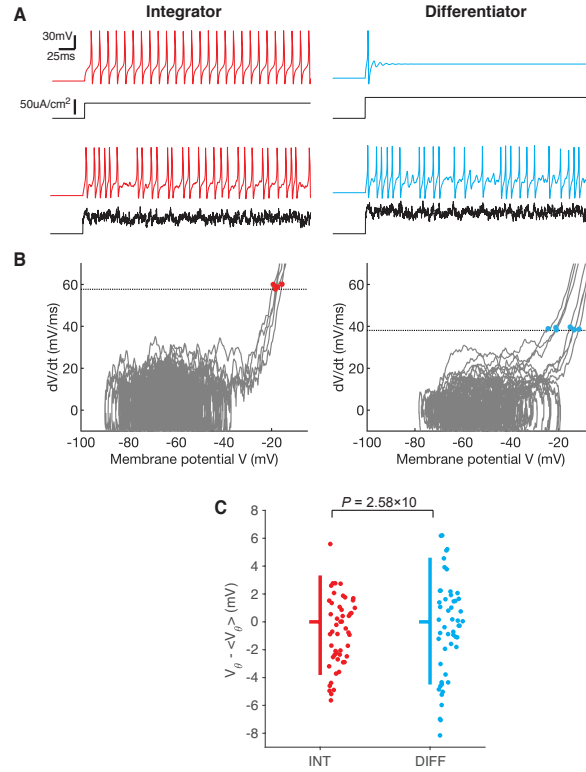 A
Integrator
Differentiator
30mV
25ms
50uA/cm²
B
dV/dt (mV/ms)
60
40
20
0
-100 -80 -60 -40 -20
Membrane potential V (mV)
dV/dt (mV/ms)
60
40
20
0
-100 -80 -60 -40 -20
Membrane potential V (mV)
C
P = 2.58×10
V_θ - <V_θ> (mV)
8
6
4
2
0
-2
-4
-6
-8
INT DIFF